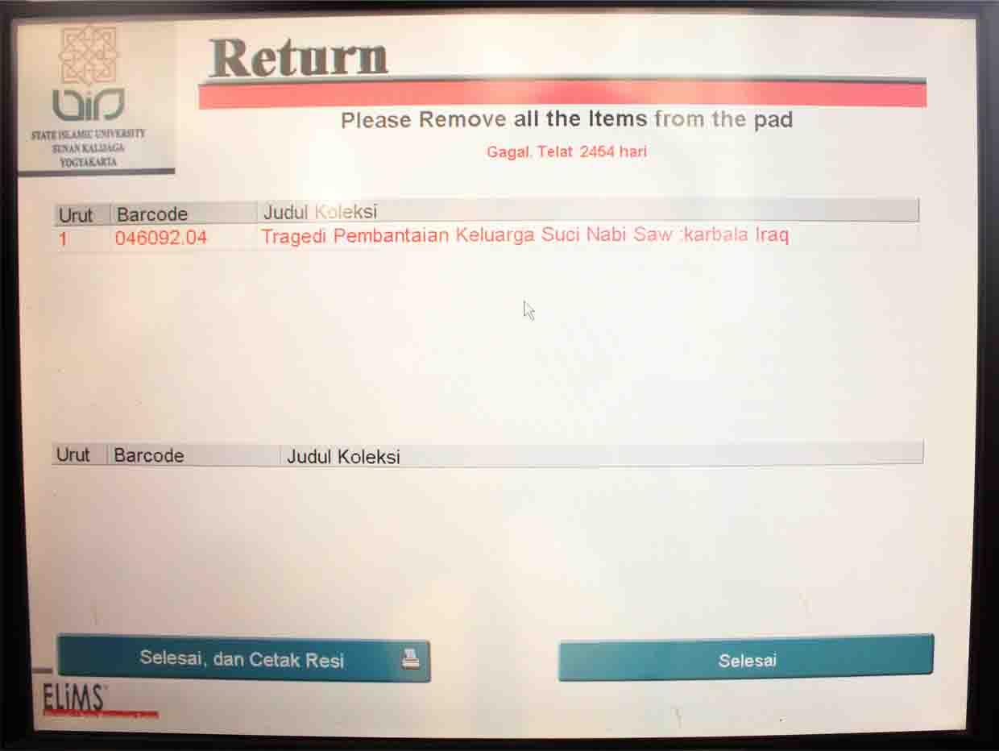 Return
uin
STATE ISLAMIC UNIVERSITY
SUNAN KALIJAGA
YOGYAKARTA
Please Remove all the Items from the pad
Gagal. Telat 2454 hari
Urut Barcode Judul Koleksi
1 046092.04 Tragedi Pembantaian Keluarga Suci Nabi Saw :karbala Iraq
Urut Barcode Judul Koleksi
Selesai, dan Cetak Resi
Selesai
ELiMS